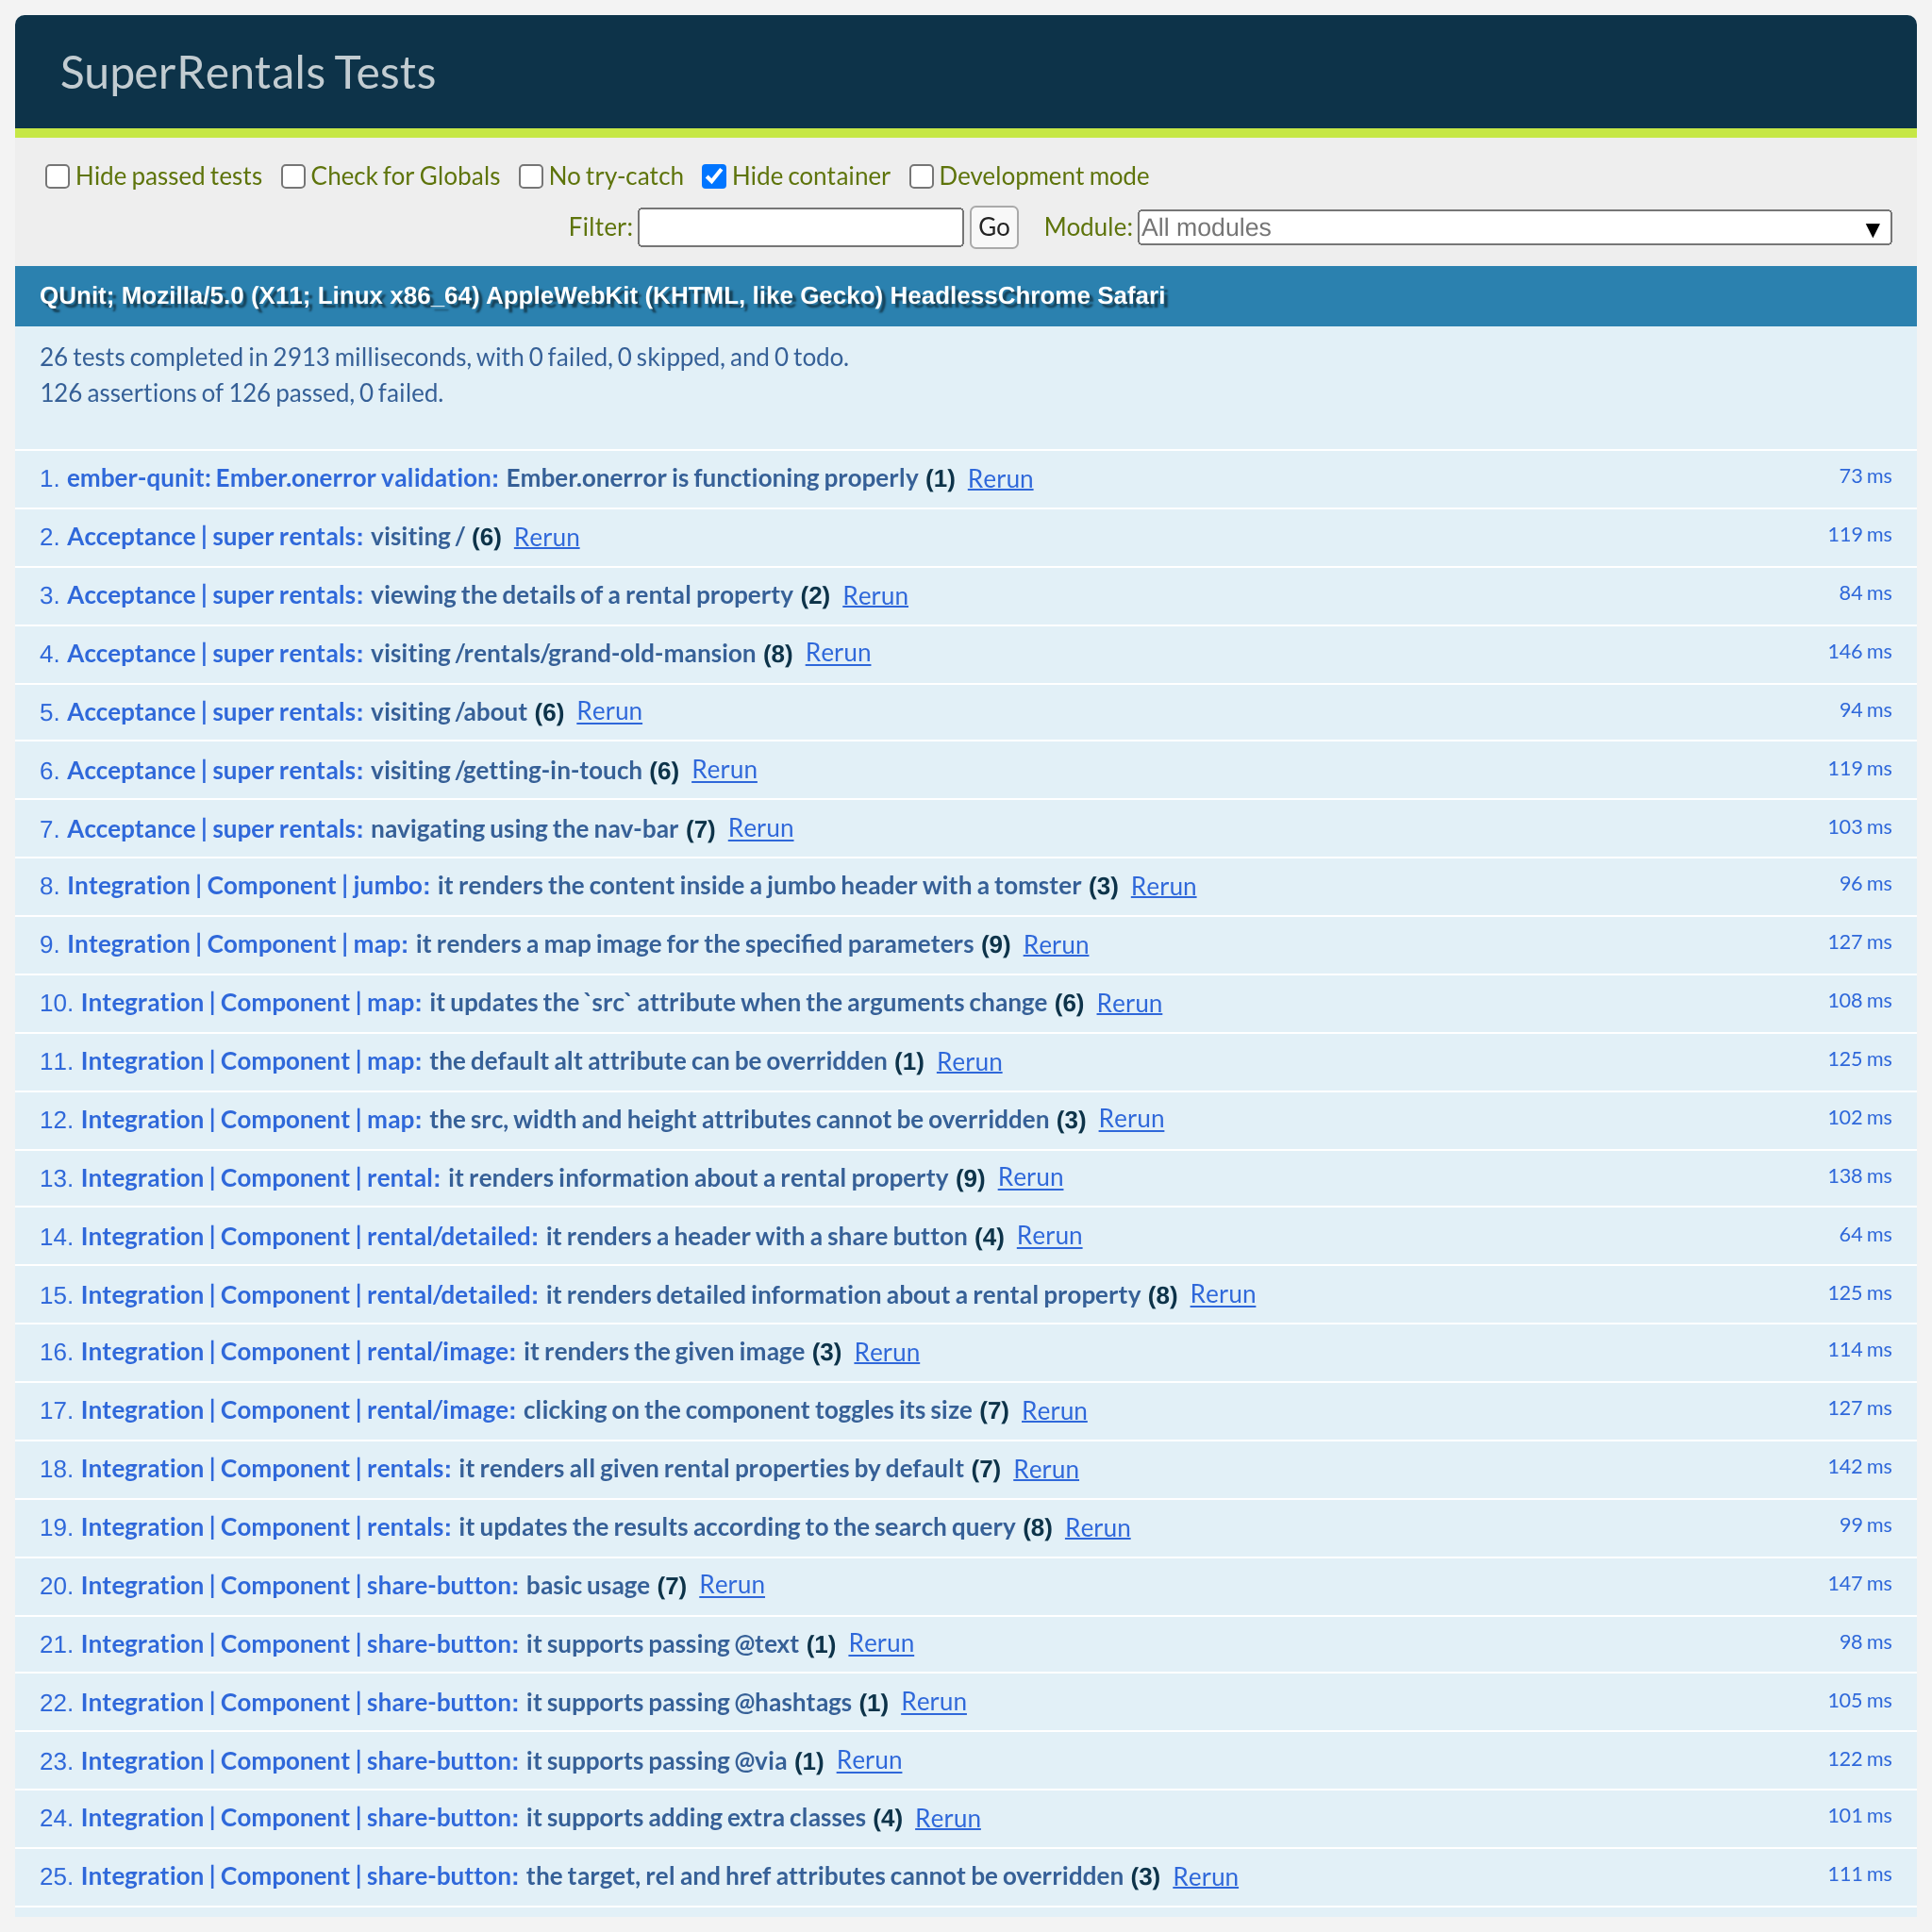 SuperRentals Tests
Hide passed tests Check for Globals No try-catch Hide container Development mode
Filter: Go Module: All modules ▼
QUnit; Mozilla/5.0 (X11; Linux x86_64) AppleWebKit (KHTML, like Gecko) HeadlessChrome Safari
26 tests completed in 2913 milliseconds, with 0 failed, 0 skipped, and 0 todo.
126 assertions of 126 passed, 0 failed.
1. ember-qunit: Ember.onerror validation: Ember.onerror is functioning properly (1) Rerun 73 ms
2. Acceptance | super rentals: visiting / (6) Rerun 119 ms
3. Acceptance | super rentals: viewing the details of a rental property (2) Rerun 84 ms
4. Acceptance | super rentals: visiting /rentals/grand-old-mansion (8) Rerun 146 ms
5. Acceptance | super rentals: visiting /about (6) Rerun 94 ms
6. Acceptance | super rentals: visiting /getting-in-touch (6) Rerun 119 ms
7. Acceptance | super rentals: navigating using the nav-bar (7) Rerun 103 ms
8. Integration | Component | jumbo: it renders the content inside a jumbo header with a tomster (3) Rerun 96 ms
9. Integration | Component | map: it renders a map image for the specified parameters (9) Rerun 127 ms
10. Integration | Component | map: it updates the `src` attribute when the arguments change (6) Rerun 108 ms
11. Integration | Component | map: the default alt attribute can be overridden (1) Rerun 125 ms
12. Integration | Component | map: the src, width and height attributes cannot be overridden (3) Rerun 102 ms
13. Integration | Component | rental: it renders information about a rental property (9) Rerun 138 ms
14. Integration | Component | rental/detailed: it renders a header with a share button (4) Rerun 64 ms
15. Integration | Component | rental/detailed: it renders detailed information about a rental property (8) Rerun 125 ms
16. Integration | Component | rental/image: it renders the given image (3) Rerun 114 ms
17. Integration | Component | rental/image: clicking on the component toggles its size (7) Rerun 127 ms
18. Integration | Component | rentals: it renders all given rental properties by default (7) Rerun 142 ms
19. Integration | Component | rentals: it updates the results according to the search query (8) Rerun 99 ms
20. Integration | Component | share-button: basic usage (7) Rerun 147 ms
21. Integration | Component | share-button: it supports passing @text (1) Rerun 98 ms
22. Integration | Component | share-button: it supports passing @hashtags (1) Rerun 105 ms
23. Integration | Component | share-button: it supports passing @via (1) Rerun 122 ms
24. Integration | Component | share-button: it supports adding extra classes (4) Rerun 101 ms
25. Integration | Component | share-button: the target, rel and href attributes cannot be overridden (3) Rerun 111 ms